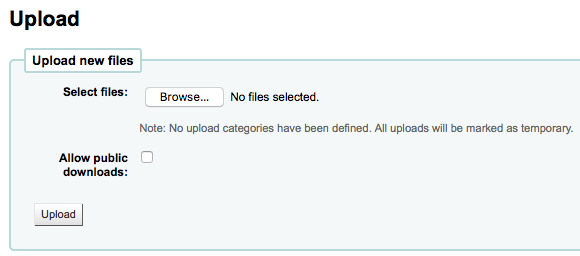 Upload
Upload new files
Select files: Browse... No files selected.
Note: No upload categories have been defined. All uploads will be marked as temporary.
Allow public
downloads:
Upload